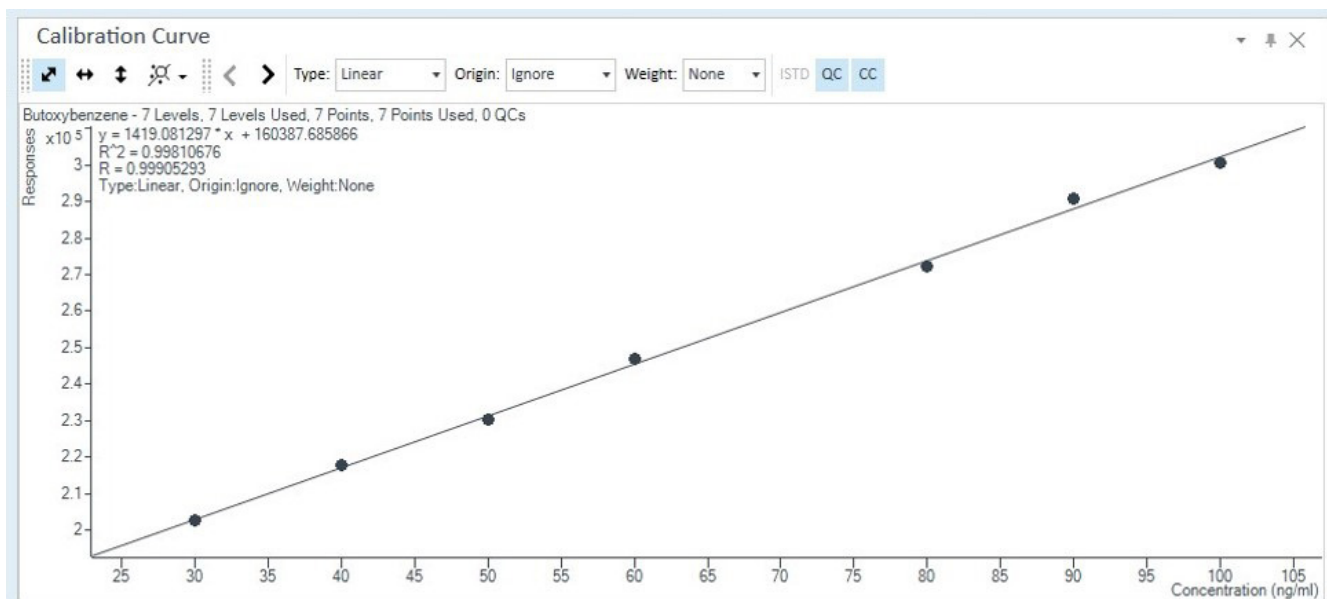 Calibration Curve
Type: Linear Origin: Ignore Weight: None ISTD QC CC
Butoxybenzene - 7 Levels, 7 Levels Used, 7 Points, 7 Points Used, 0 QCs
Responses
x10 5
y = 1419.081297 * x + 160387.685866
R^2 = 0.99810676
R = 0.99905293
Type:Linear, Origin:Ignore, Weight:None
3
2.9
2.8
2.7
2.6
2.5
2.4
2.3
2.2
2.1
2
25 30 35 40 45 50 55 60 65 70 75 80 85 90 95 100 105
Concentration (ng/ml)